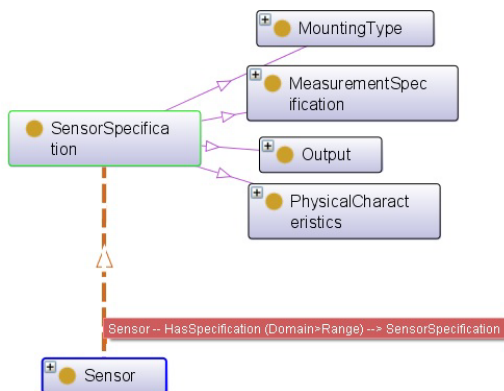 MountingType
MeasurementSpec
ification
SensorSpecifica
tion
Output
PhysicalCharact
eristics
Sensor -- HasSpecification (Domain>Range) --> SensorSpecification
Sensor